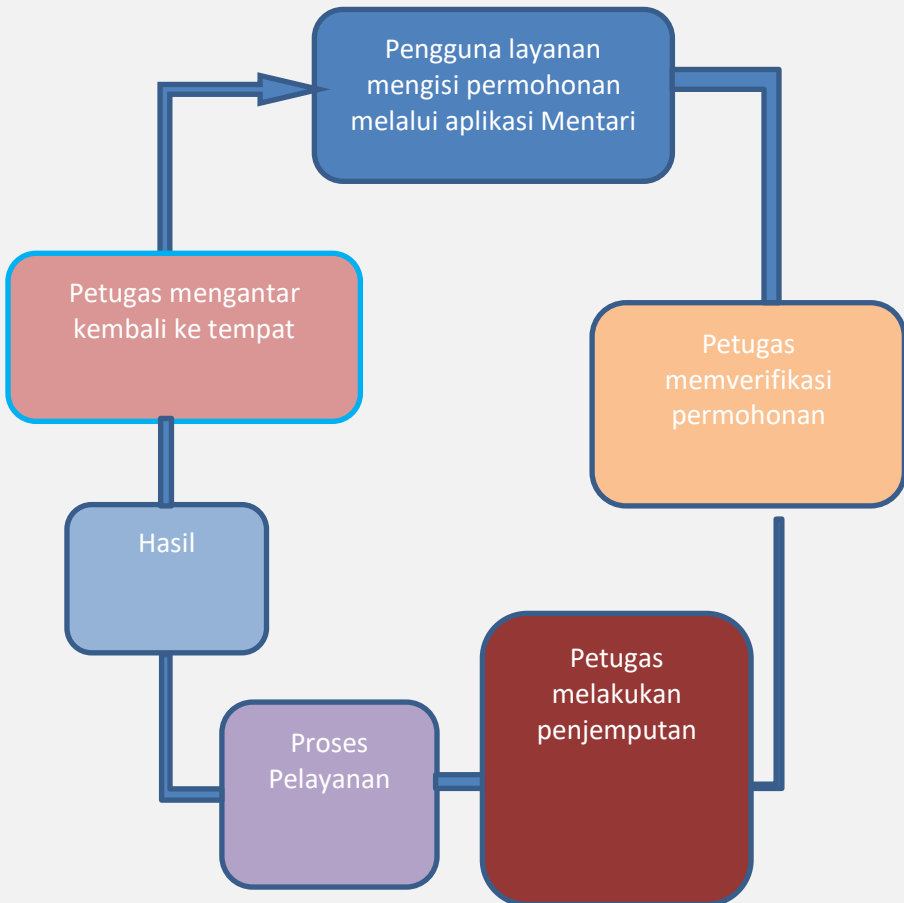 Pengguna layanan
mengisi permohonan
melalui aplikasi Mentari
Petugas
memverifikasi
permohonan
Petugas
melakukan
penjemputan
Proses
Pelayanan
Hasil
Petugas mengantar
kembali ke tempat